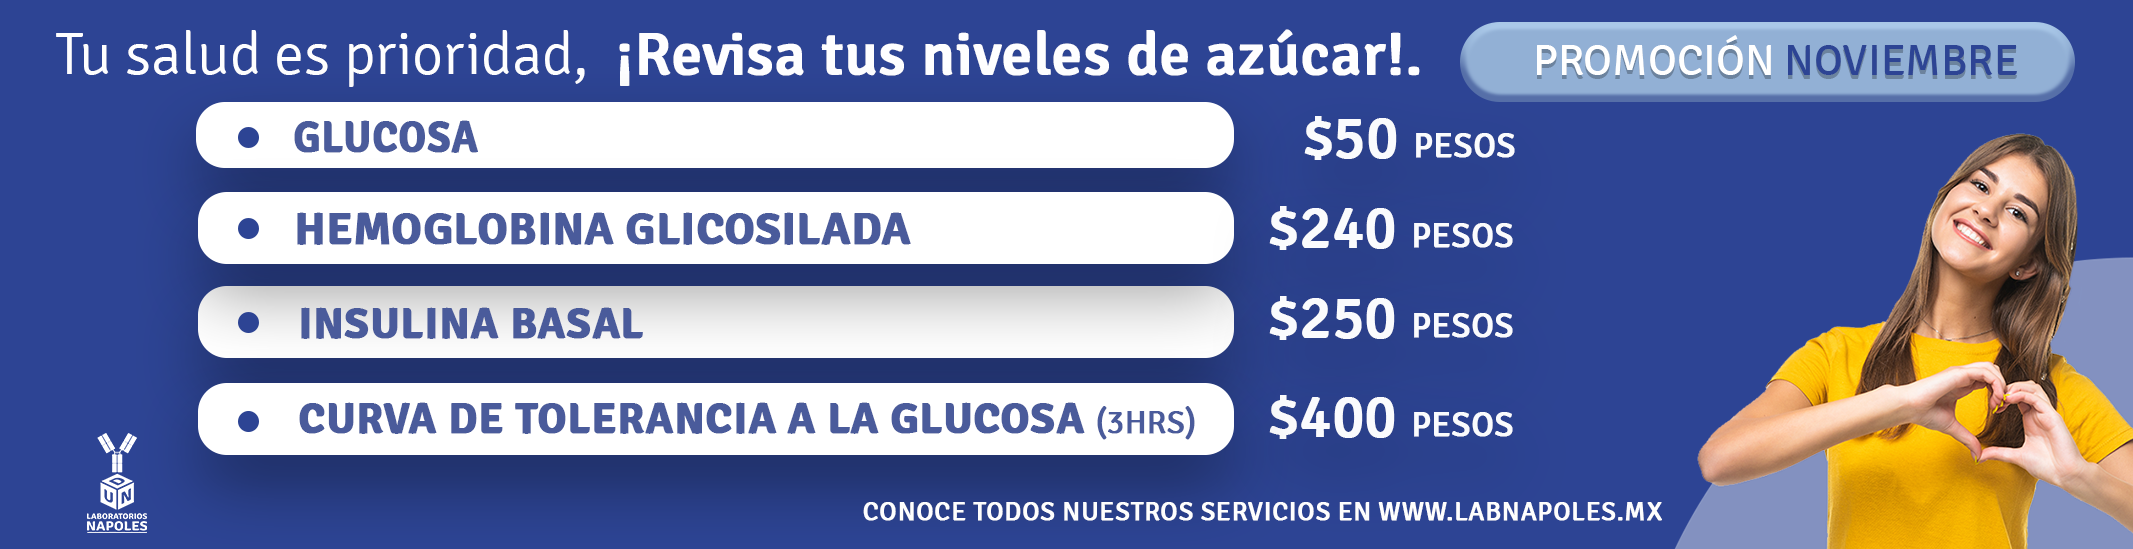 Tu salud es prioridad, ¡Revisa tus niveles de azúcar!.
PROMOCIÓN NOVIEMBRE
• GLUCOSA $50 PESOS
• HEMOGLOBINA GLICOSILADA $240 PESOS
• INSULINA BASAL $250 PESOS
• CURVA DE TOLERANCIA A LA GLUCOSA (3HRS) $400 PESOS
D
U N
LABORATORIOS
NAPOLES
CONOCE TODOS NUESTROS SERVICIOS EN WWW.LABNAPOLES.MX